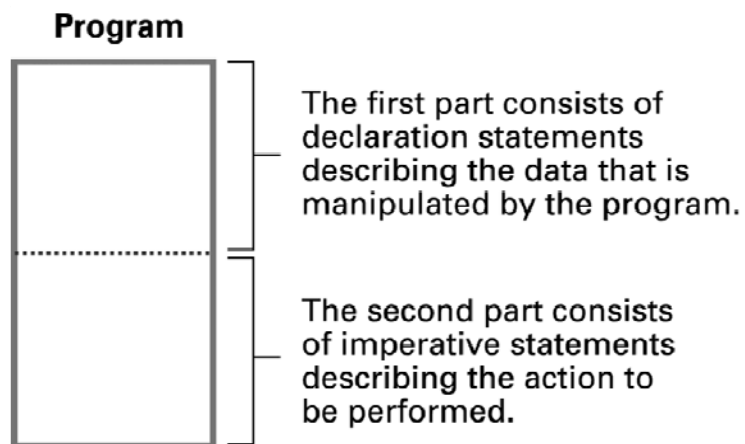 Program
The first part consists of
declaration statements
describing the data that is
manipulated by the program.
The second part consists
of imperative statements
describing the action to
be performed.